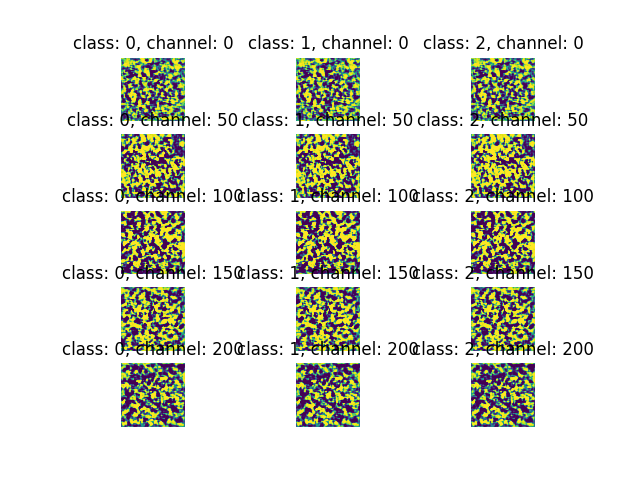 class: 0, channel: 0 class: 1, channel: 0 class: 2, channel: 0
class: 0, channel: 50 class: 1, channel: 50 class: 2, channel: 50
class: 0, channel: 100 class: 1, channel: 100 class: 2, channel: 100
class: 0, channel: 150 class: 1, channel: 150 class: 2, channel: 150
class: 0, channel: 200 class: 1, channel: 200 class: 2, channel: 200